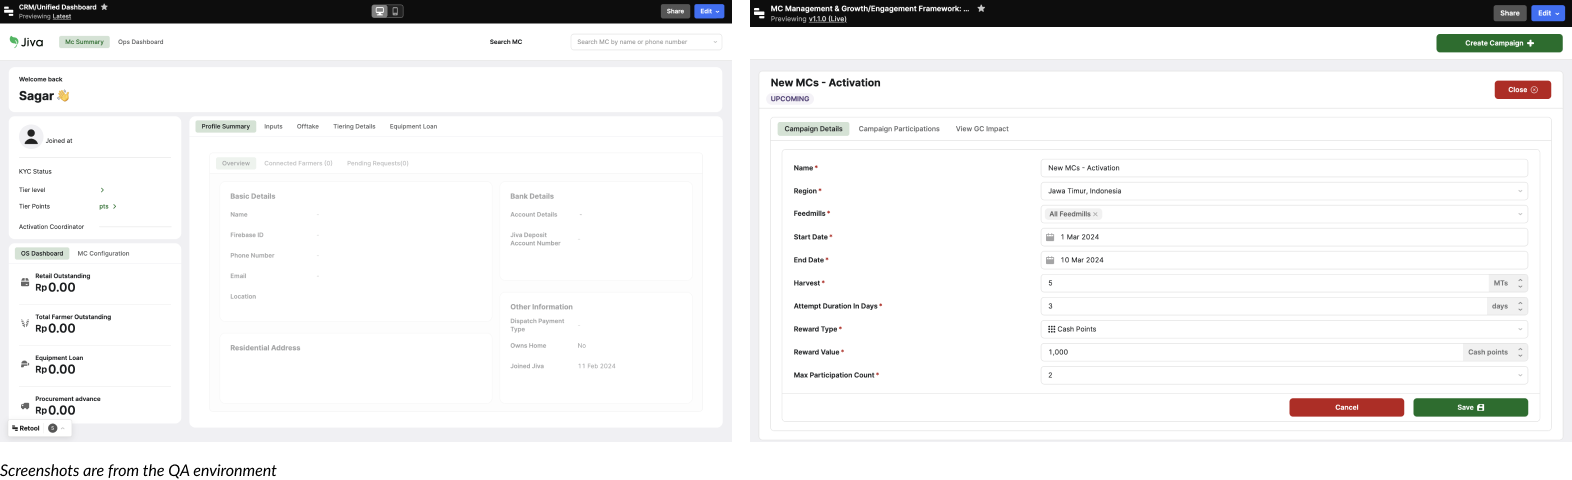 CRM/Unified Dashboard
Previewing Latest
Share
Edit
Jiva
Mc Summary
Ops Dashboard
Search MC
Search MC by name or phone number
Welcome back
Sagar 👋
Joined at
KYC Status
Tier level
Tier Points
pts
Activation Coordinator
OS Dashboard
MC Configuration
Retail Outstanding
Rp0.00
Total Farmer Outstanding
Rp0.00
Equipment Loan
Rp0.00
Procurement advance
Rp0.00
Retool
Profile Summary
Inputs
Offtake
Tiering Details
Equipment Loan
Overview
Connected Farmers (0)
Pending Requests(0)
Basic Details
Name -
Firebase ID -
Phone Number -
Email -
Location
Residential Address
Bank Details
Account Details -
Jiva Deposit
Account Number -
Other Information
Dispatch Payment
Type -
Owns Home No
Joined Jiva 11 Feb 2024
MC Management & Growth/Engagement Framework: ...
Previewing v1.1.0 (Live)
Share
Edit
Create Campaign +
New MCs - Activation
UPCOMING
Close
Campaign Details
Campaign Participations
View GC Impact
Name *
New MCs - Activation
Region *
Jawa Timur, Indonesia
Feedmills *
All Feedmills ×
Start Date *
1 Mar 2024
End Date *
10 Mar 2024
Harvest *
5 MTs
Attempt Duration In Days *
3 days
Reward Type *
Cash Points
Reward Value *
1,000 Cash points
Max Participation Count *
2
Cancel
Save
Screenshots are from the QA environment